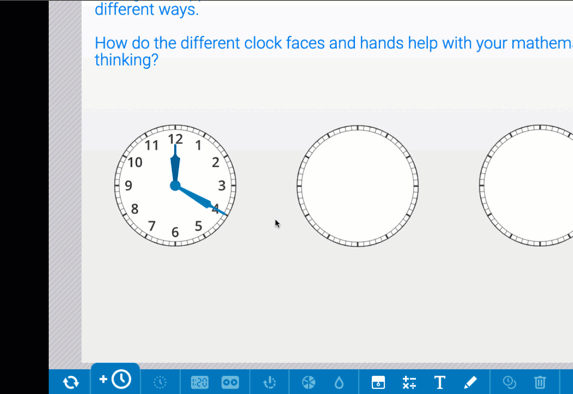 different ways.
How do the different clock faces and hands help with your
thinking?
12
11 1
10 2
9 3
8 4
7 5
6
T